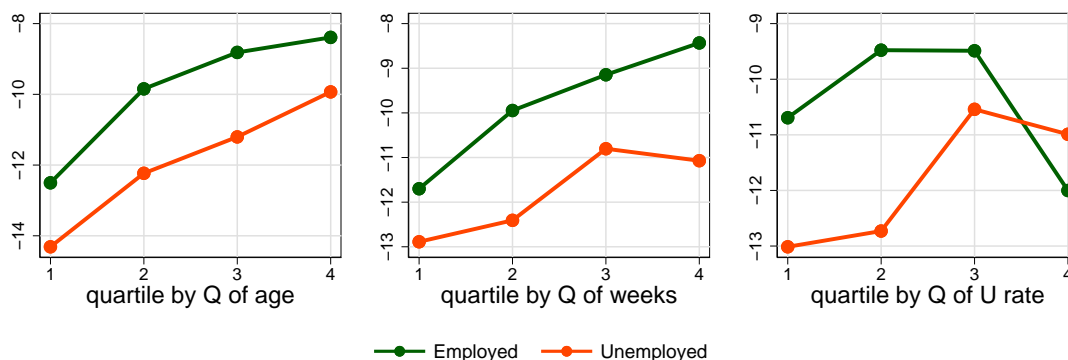 -8
-10
-12
-14
1 2 3 4
quartile by Q of age
-8
-9
-10
-11
-12
-13
1 2 3 4
quartile by Q of weeks
-9
-10
-11
-12
-13
1 2 3 4
quartile by Q of U rate
Employed Unemployed